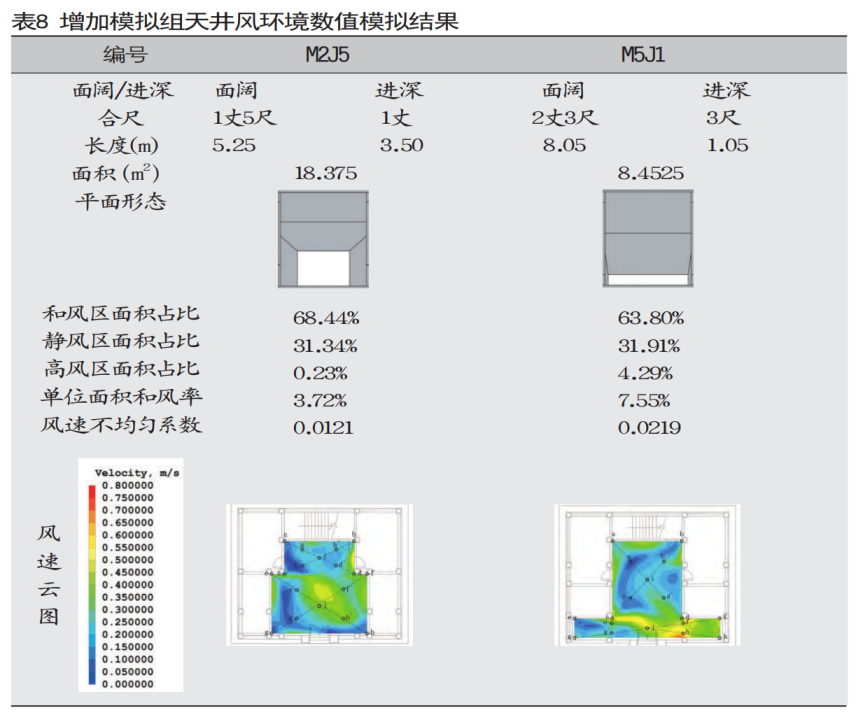 表8 增加模拟组天井风环境数值模拟结果
编号 M2J5 M5J1
面阔/进深 面阔 进深 面阔 进深
合尺 1丈5尺 1丈 2丈3尺 3尺
长度(m) 5.25 3.50 8.05 1.05
面积(m²) 18.375 8.4525
平面形态
和风区面积占比 68.44% 63.80%
静风区面积占比 31.34% 31.91%
高风区面积占比 0.23% 4.29%
单位面积和风率 3.72% 7.55%
风速不均匀系数 0.0121 0.0219
风速云图
Velocity, m/s
0.800000
0.750000
0.700000
0.650000
0.600000
0.550000
0.500000
0.450000
0.400000
0.350000
0.300000
0.250000
0.200000
0.150000
0.100000
0.050000
0.000000